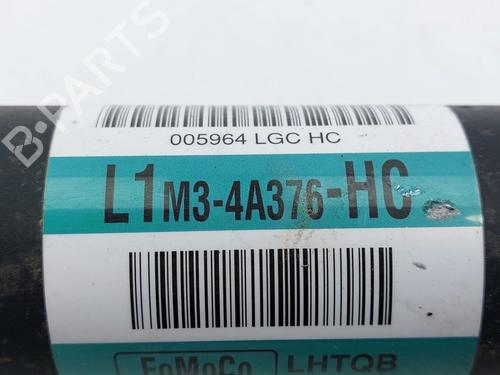 005964 LGC HC
L1M3-4A376-HC
FoMoCo LHTQB
B-PARTS